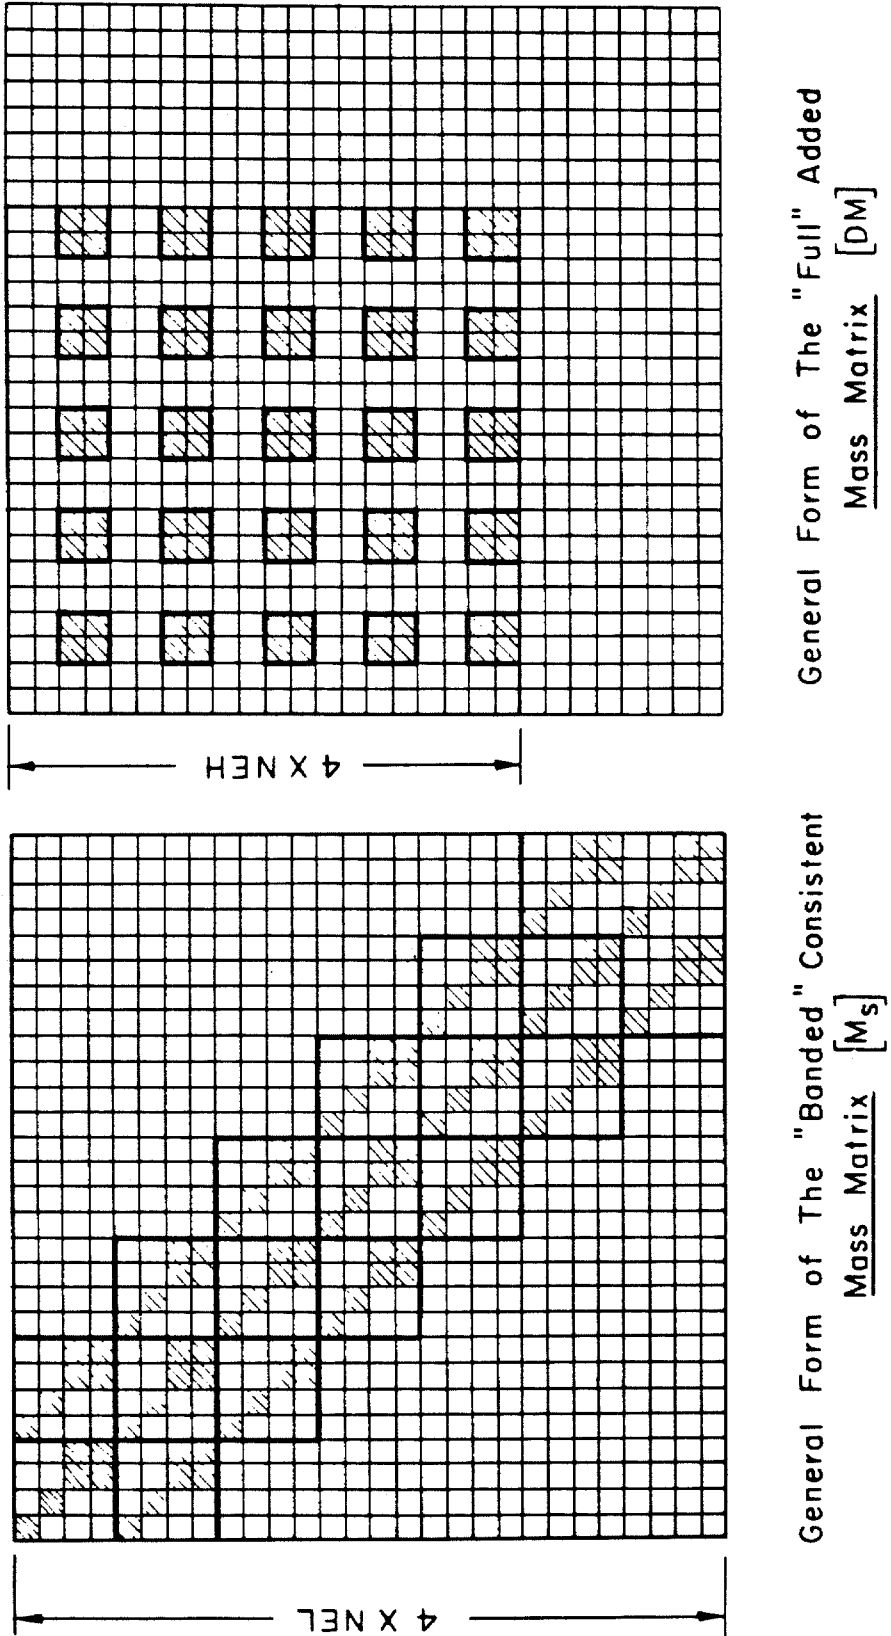 4 X NEL
General Form of The "Banded" Consistent
Mass Matrix [Ms]
4 X NEH
General Form of The "Full" Added
Mass Matrix [DM]